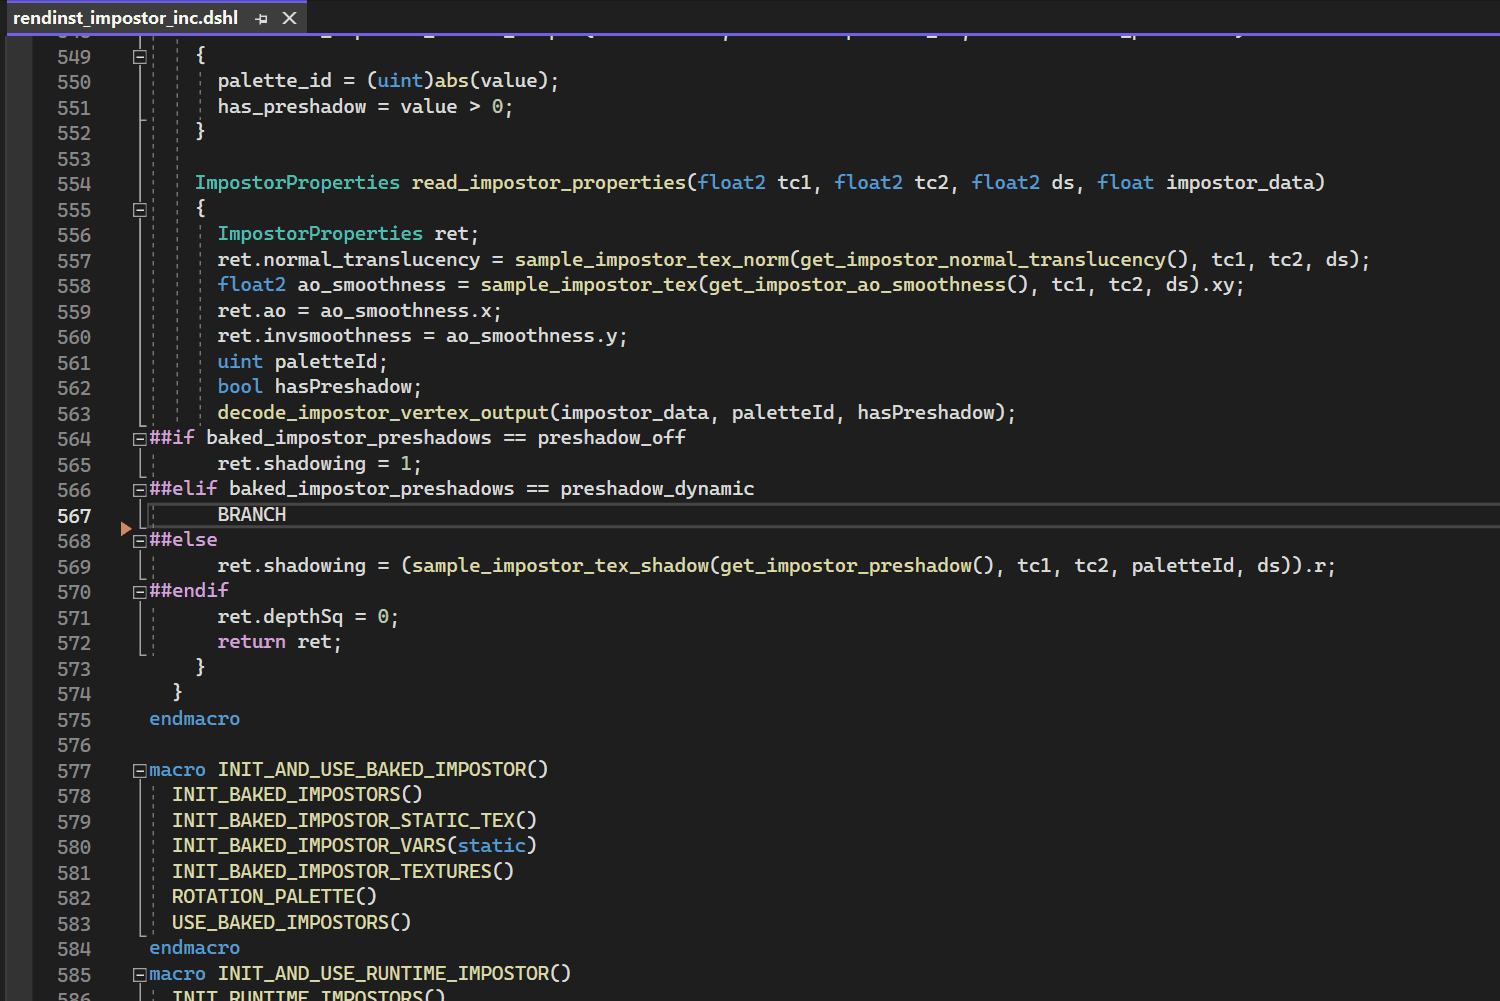 rendinst_impostor_inc.dshl
549 {
550 palette_id = (uint)abs(value);
551 has_preshadow = value > 0;
552 }
553
554 ImpostorProperties read_impostor_properties(float2 tc1, float2 tc2, float2 ds, float impostor_data)
555 {
556 ImpostorProperties ret;
557 ret.normal_translucency = sample_impostor_tex_norm(get_impostor_normal_translucency(), tc1, tc2, ds);
558 float2 ao_smoothness = sample_impostor_tex(get_impostor_ao_smoothness(), tc1, tc2, ds).xy;
559 ret.ao = ao_smoothness.x;
560 ret.invsmoothness = ao_smoothness.y;
561 uint paletteId;
562 bool hasPreshadow;
563 decode_impostor_vertex_output(impostor_data, paletteId, hasPreshadow);
564 ##if baked_impostor_preshadows == preshadow_off
565 ret.shadowing = 1;
566 ##elif baked_impostor_preshadows == preshadow_dynamic
567 BRANCH
568 ##else
569 ret.shadowing = (sample_impostor_tex_shadow(get_impostor_preshadow(), tc1, tc2, paletteId, ds)).r;
570 ##endif
571 ret.depthSq = 0;
572 return ret;
573 }
574 }
575 endmacro
576
577 macro INIT_AND_USE_BAKED_IMPOSTOR()
578 INIT_BAKED_IMPOSTORS()
579 INIT_BAKED_IMPOSTOR_STATIC_TEX()
580 INIT_BAKED_IMPOSTOR_VARS(static)
581 INIT_BAKED_IMPOSTOR_TEXTURES()
582 ROTATION_PALETTE()
583 USE_BAKED_IMPOSTORS()
584 endmacro
585 macro INIT_AND_USE_RUNTIME_IMPOSTOR()
586 INIT_RUNTIME_IMPOSTORS()